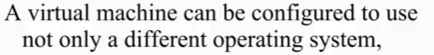 A virtual machine can be configured to use
not only a different operating system,